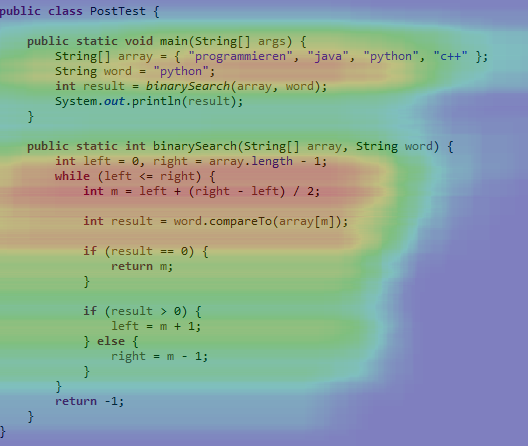 public class PostTest {
public static void main(String[] args) {
String[] array = { "programmieren", "java", "python", "c++" };
String word = "python";
int result = binarySearch(array, word);
System.out.println(result);
}
public static int binarySearch(String[] array, String word) {
int left = 0, right = array.length - 1;
while (left <= right) {
int m = left + (right - left) / 2;
int result = word.compareTo(array[m]);
if (result == 0) {
return m;
}
if (result > 0) {
left = m + 1;
} else {
right = m - 1;
}
}
return -1;
}
}